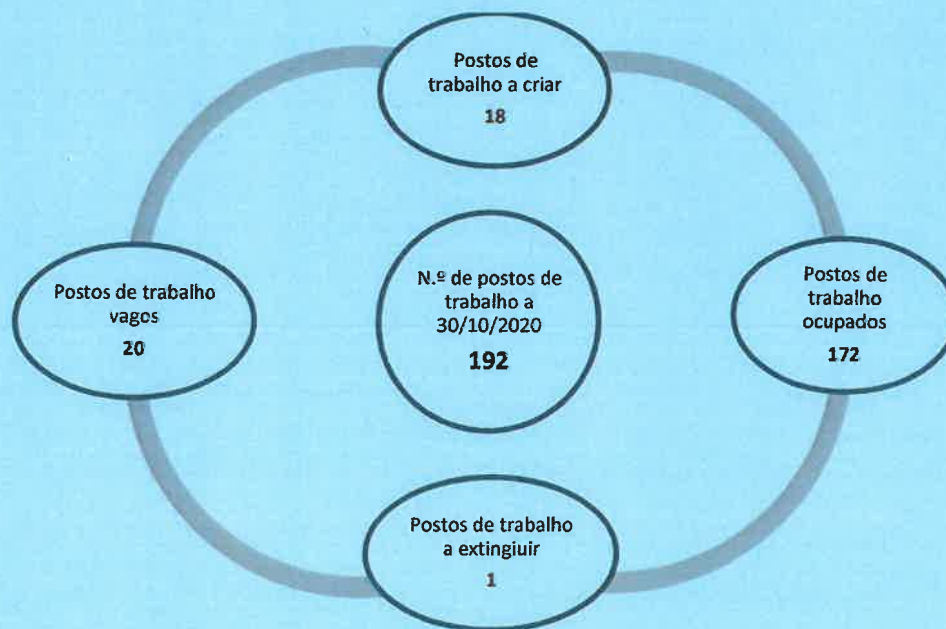 Postos de
trabalho a criar
18
Postos de trabalho
vagos
20
N.º de postos de
trabalho a
30/10/2020
192
Postos de
trabalho
ocupados
172
Postos de trabalho
a extingiuir
1